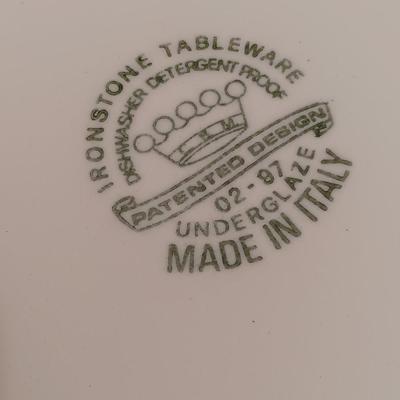 IRONSTONE TABLEWARE
DISHWASHER DETERGENT PROOF
PATENTED DESIGN
02-97
UNDERGLAZE
MADE IN ITALY